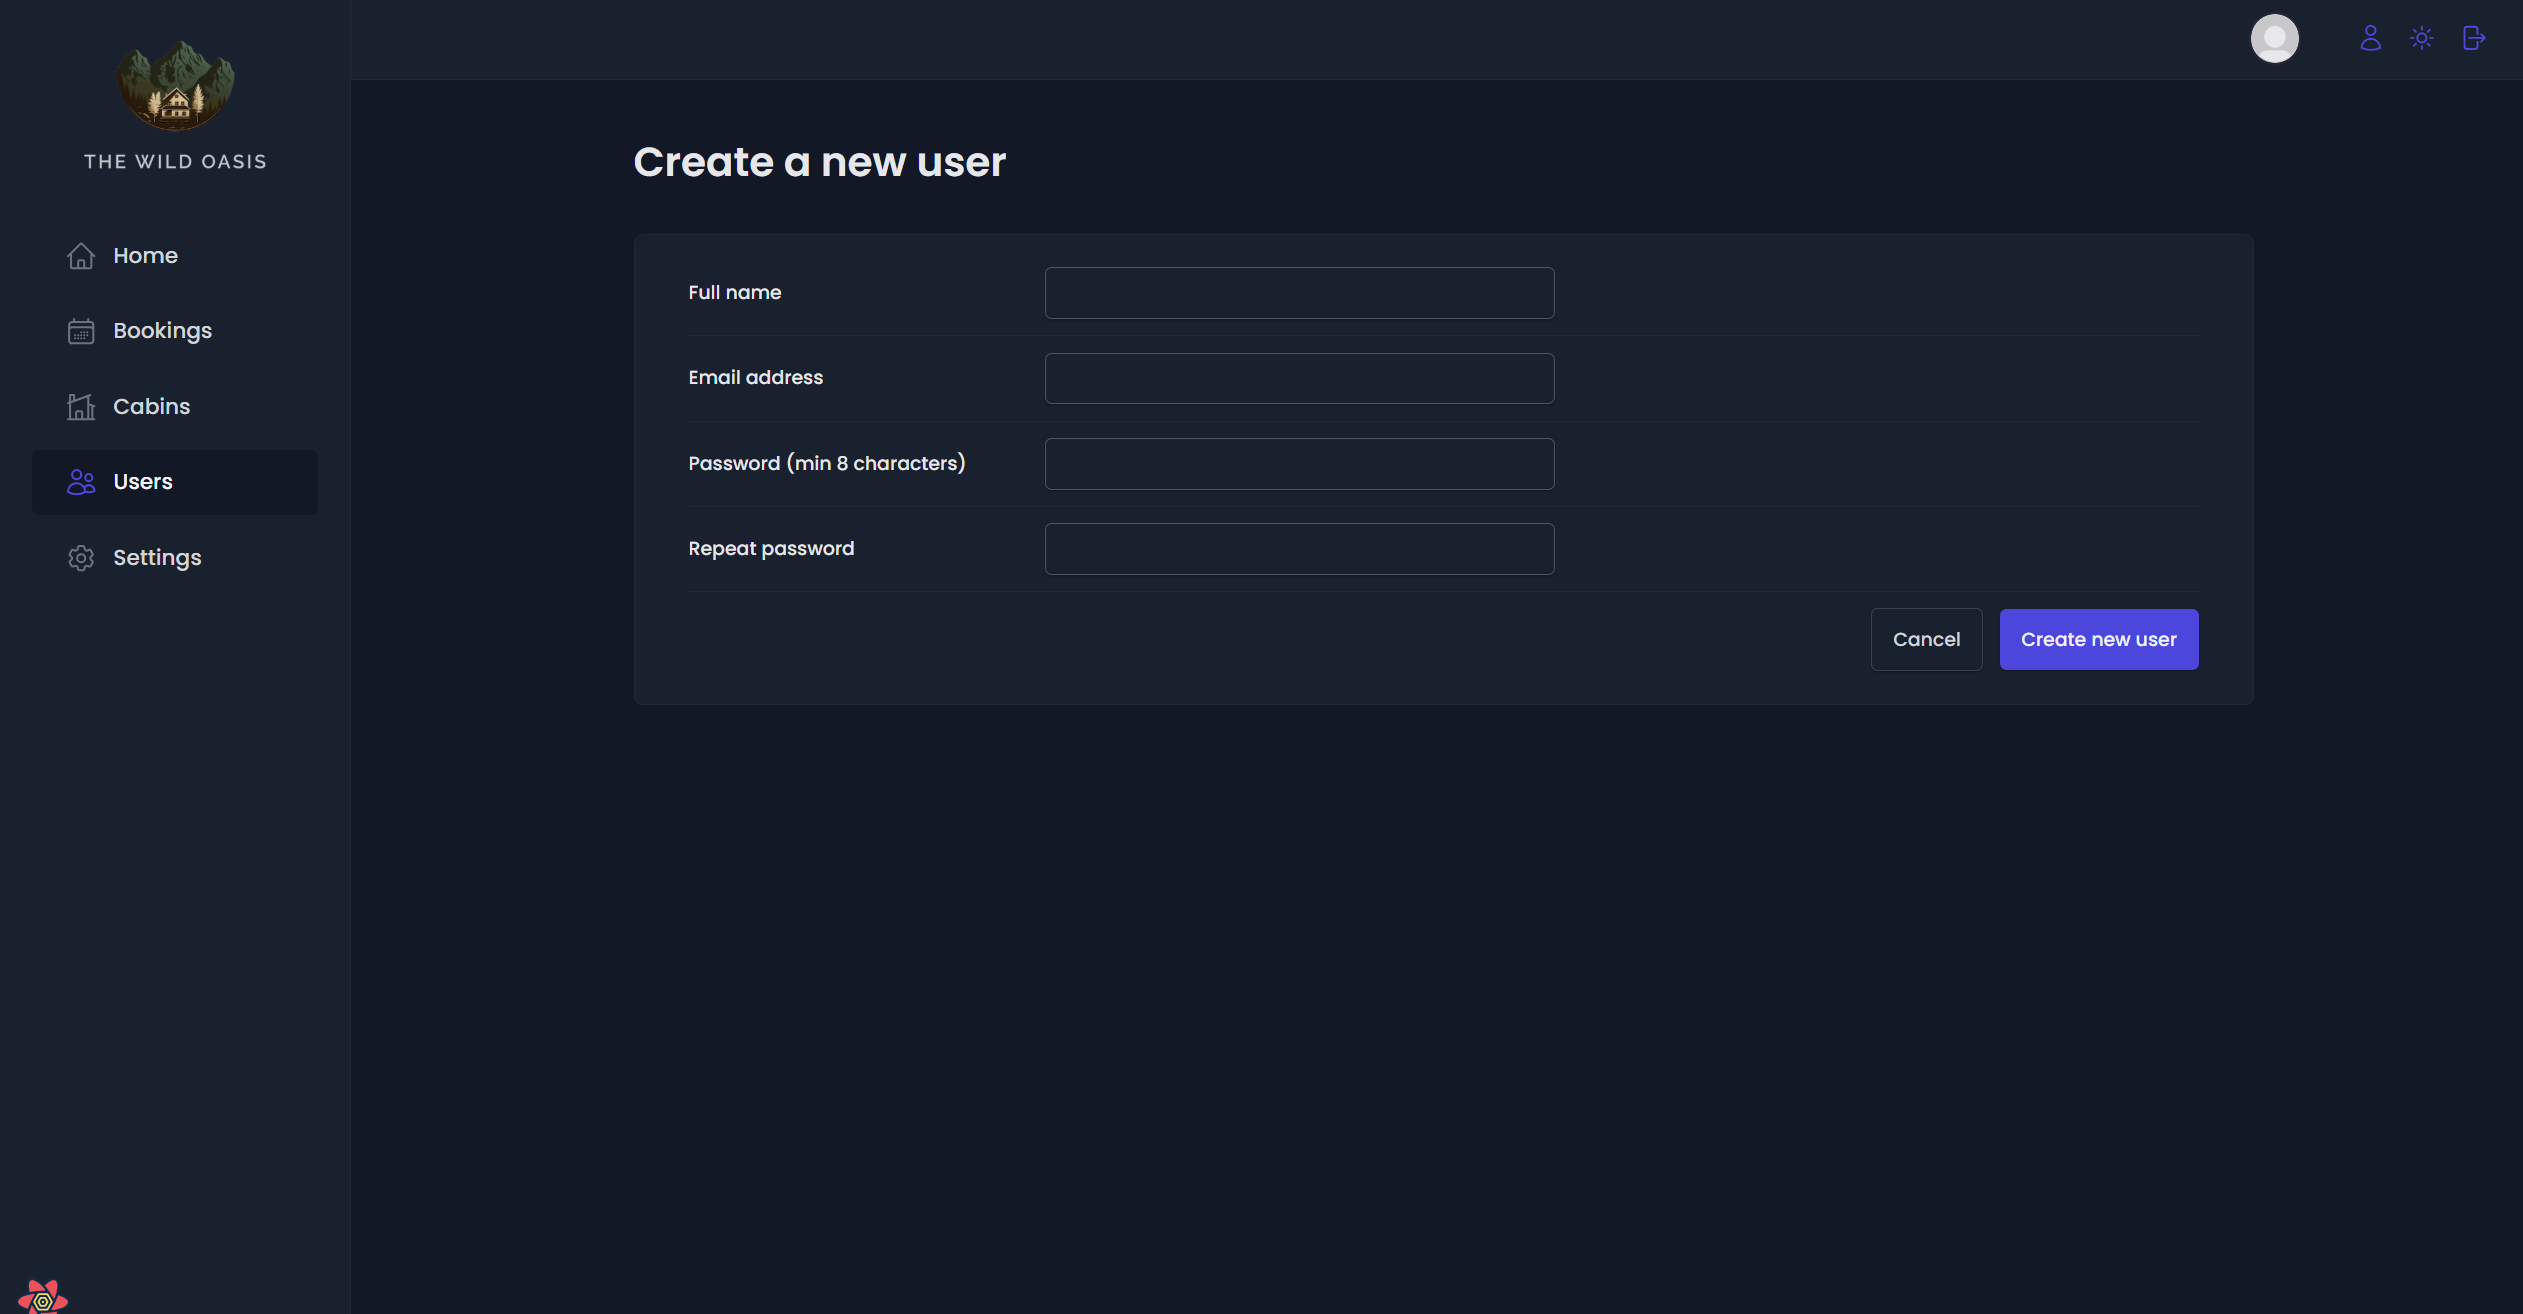 THE WILD OASIS
Home
Bookings
Cabins
Users
Settings
Create a new user
Full name
Email address
Password (min 8 characters)
Repeat password
Cancel
Create new user